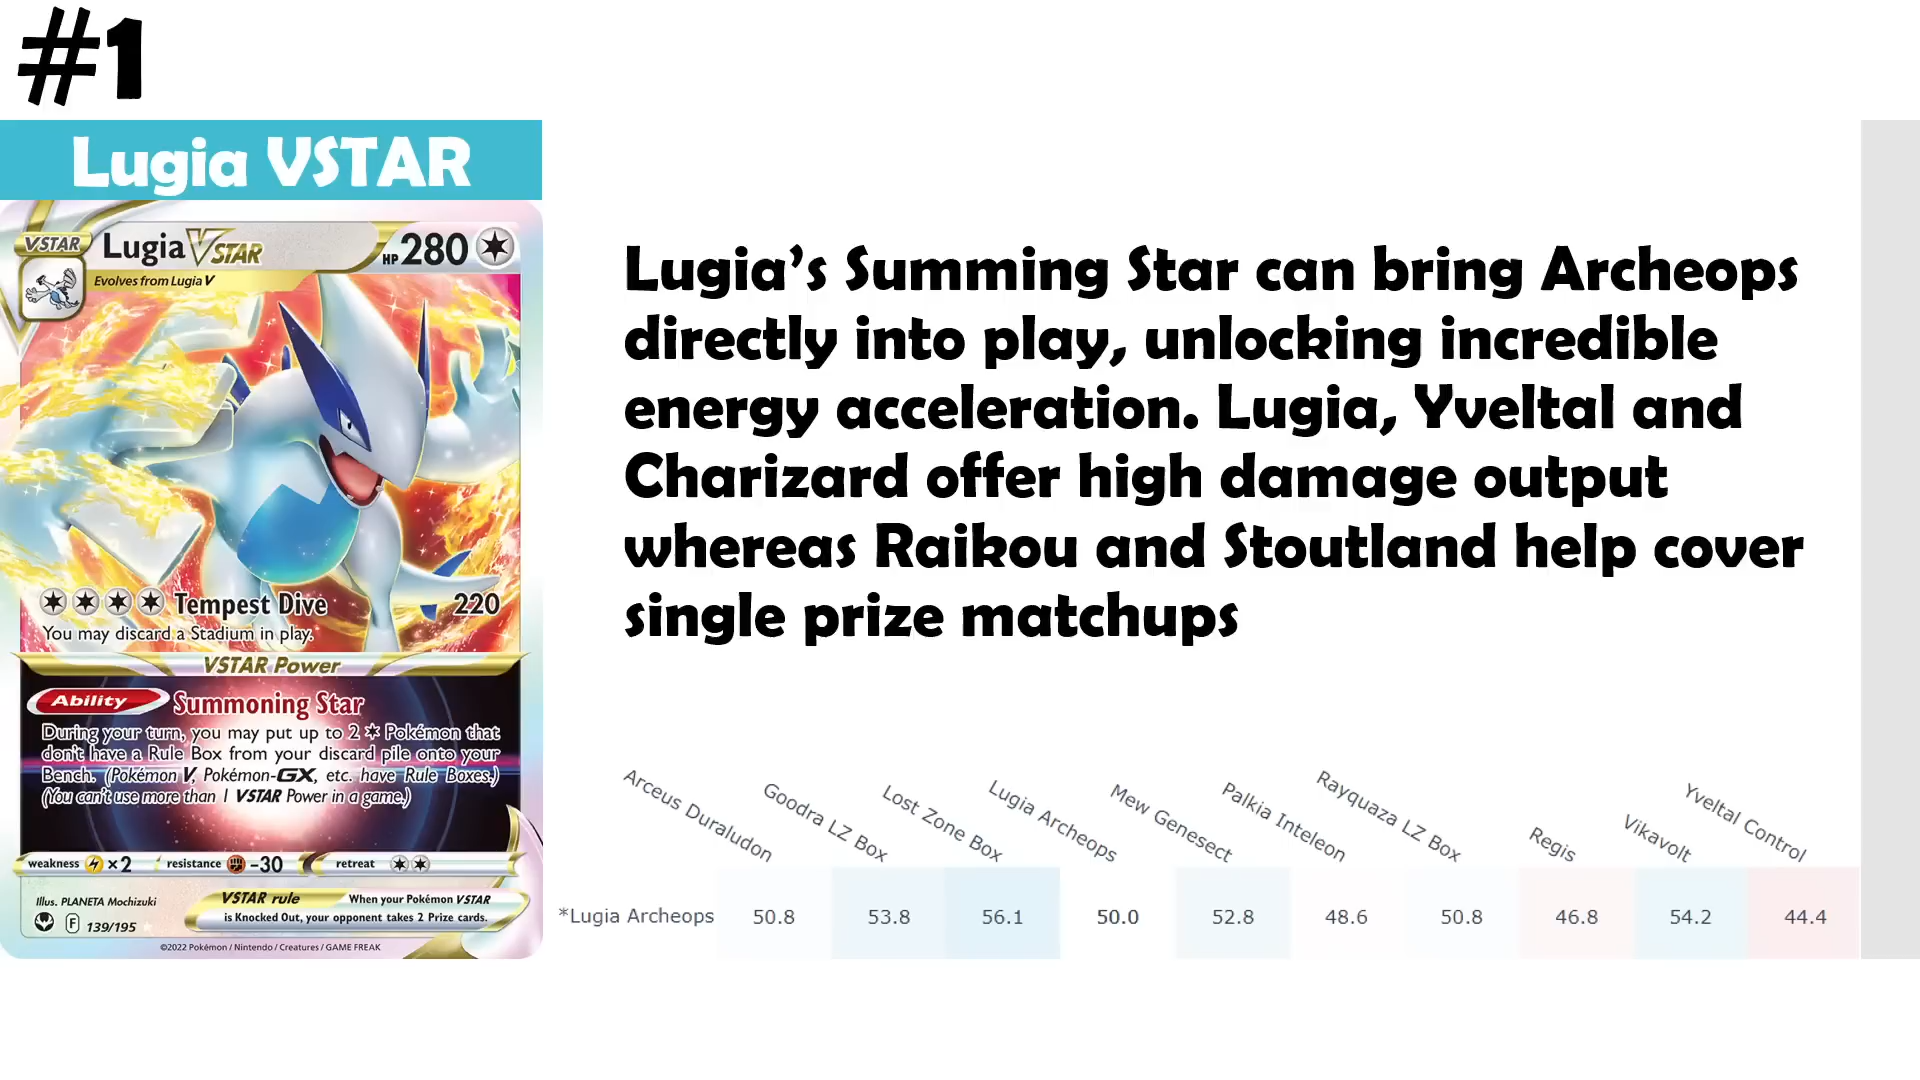 #1
Lugia VSTAR
VSTAR
Lugia VSTAR
HP 280
Evolves from Lugia V
Tempest Dive 220
You may discard a Stadium in play.
VSTAR Power
Ability Summoning Star
During your turn, you may put up to 2 Pokémon that
don't have a Rule Box from your discard pile onto your
Bench. (Pokémon V, Pokémon-GX, etc. have Rule Boxes.)
(You can't use more than 1 VSTAR Power in a game.)
weakness ×2 resistance -30 retreat
Illus. PLANETA Mochizuki
F 139/195
VSTAR rule When your Pokémon VSTAR
is Knocked Out, your opponent takes 2 Prize cards.
©2022 Pokémon / Nintendo / Creatures / GAME FREAK
Lugia’s Summing Star can bring Archeops
directly into play, unlocking incredible
energy acceleration. Lugia, Yveltal and
Charizard offer high damage output
whereas Raikou and Stoutland help cover
single prize matchups
Arceus Duraludon
Goodra LZ Box
Lost Zone Box
Lugia Archeops
Mew Genesect
Palkia Inteleon
Rayquaza LZ Box
Regis
Vikavolt
Yveltal Control
*Lugia Archeops 50.8 53.8 56.1 50.0 52.8 48.6 50.8 46.8 54.2 44.4